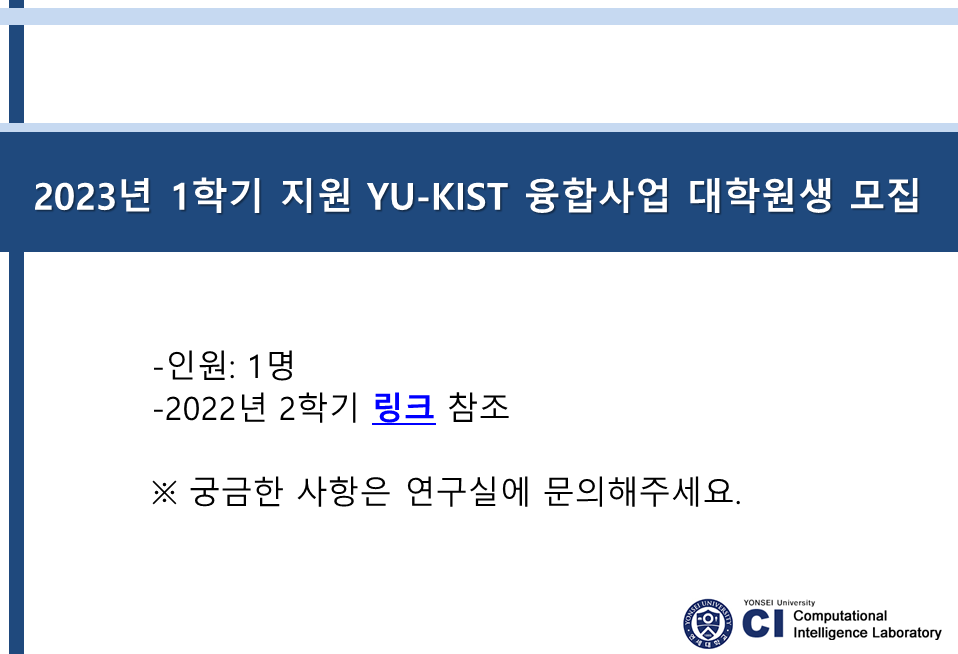 2023년 1학기 지원 YU-KIST 융합사업 대학원생 모집
-인원: 1명
-2022년 2학기 링크 참조
※ 궁금한 사항은 연구실에 문의해주세요.
YONSEI UNIVERSITY
연세대학교
YONSEI University
CI Computational
Intelligence Laboratory